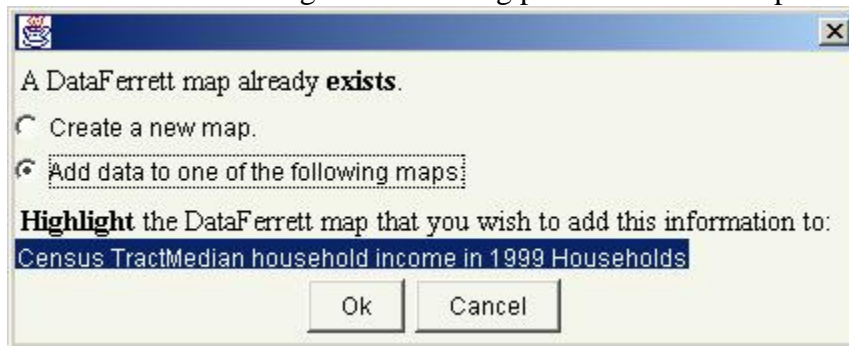 A DataFerrett map already exists.
Create a new map.
Add data to one of the following maps:
Highlight the DataFerrett map that you wish to add this information to:
Census TractMedian household income in 1999 Households
Ok Cancel